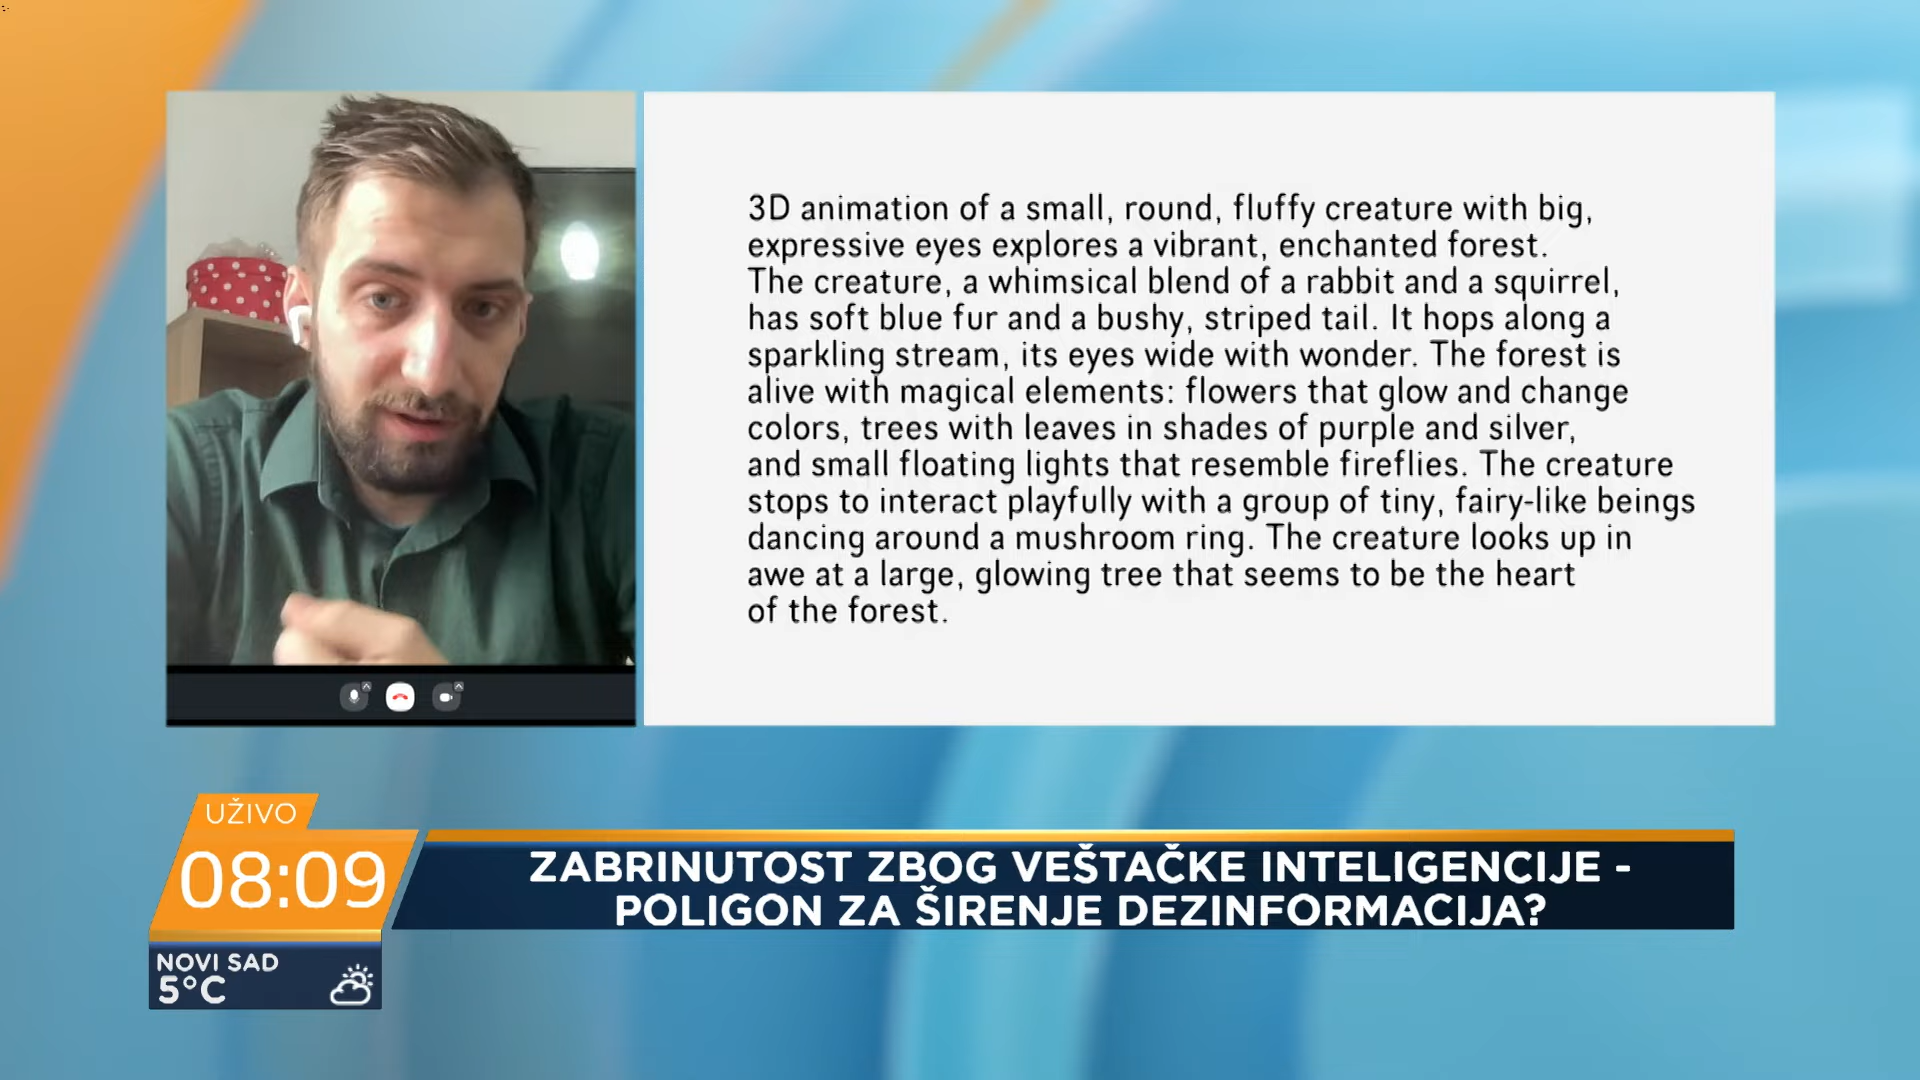 3D animation of a small, round, fluffy creature with big,
expressive eyes explores a vibrant, enchanted forest.
The creature, a whimsical blend of a rabbit and a squirrel,
has soft blue fur and a bushy, striped tail. It hops along a
sparkling stream, its eyes wide with wonder. The forest is
alive with magical elements: flowers that glow and change
colors, trees with leaves in shades of purple and silver,
and small floating lights that resemble fireflies. The creature
stops to interact playfully with a group of tiny, fairy-like beings
dancing around a mushroom ring. The creature looks up in
awe at a large, glowing tree that seems to be the heart
of the forest.
UŽIVO
08:09
ZABRINUTOST ZBOG VEŠTAČKE INTELIGENCIJE -
POLIGON ZA ŠIRENJE DEZINFORMACIJA?
NOVI SAD
5°C